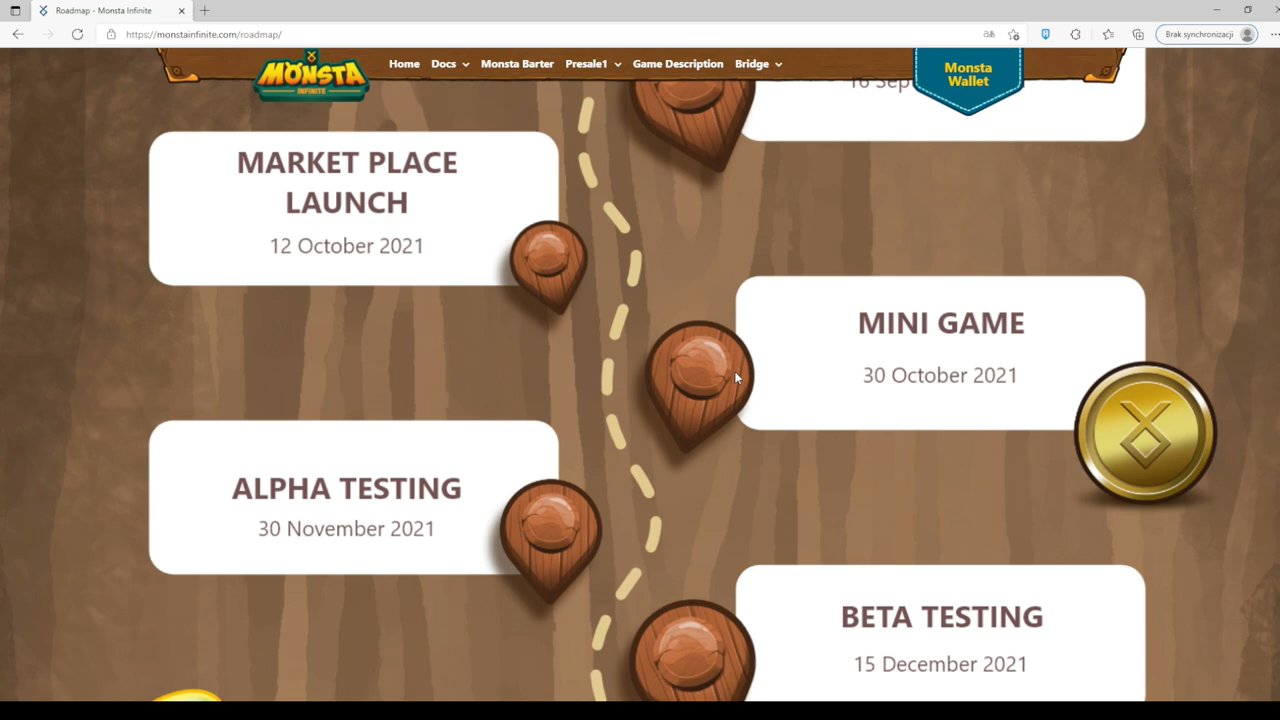 Roadmap - Monsta Infinite
https://monstainfinite.com/roadmap/
Brak synchronizacji
MONSTA
INFINITE
Home Docs Monsta Barter Presale1 Game Description Bridge
Monsta
Wallet
16 Sep
MARKET PLACE
LAUNCH
12 October 2021
MINI GAME
30 October 2021
ALPHA TESTING
30 November 2021
BETA TESTING
15 December 2021